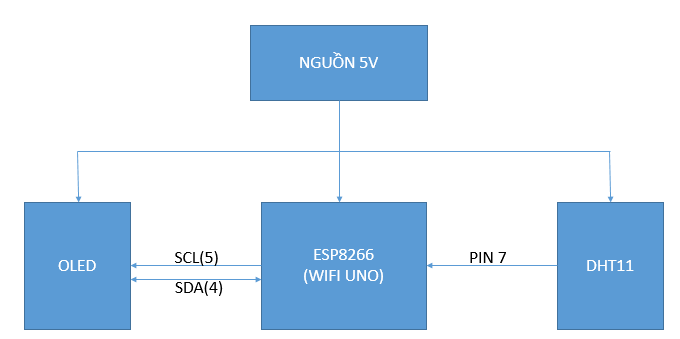 NGUỒN 5V
OLED
SCL(5)
SDA(4)
ESP8266
(WIFI UNO)
PIN 7
DHT11